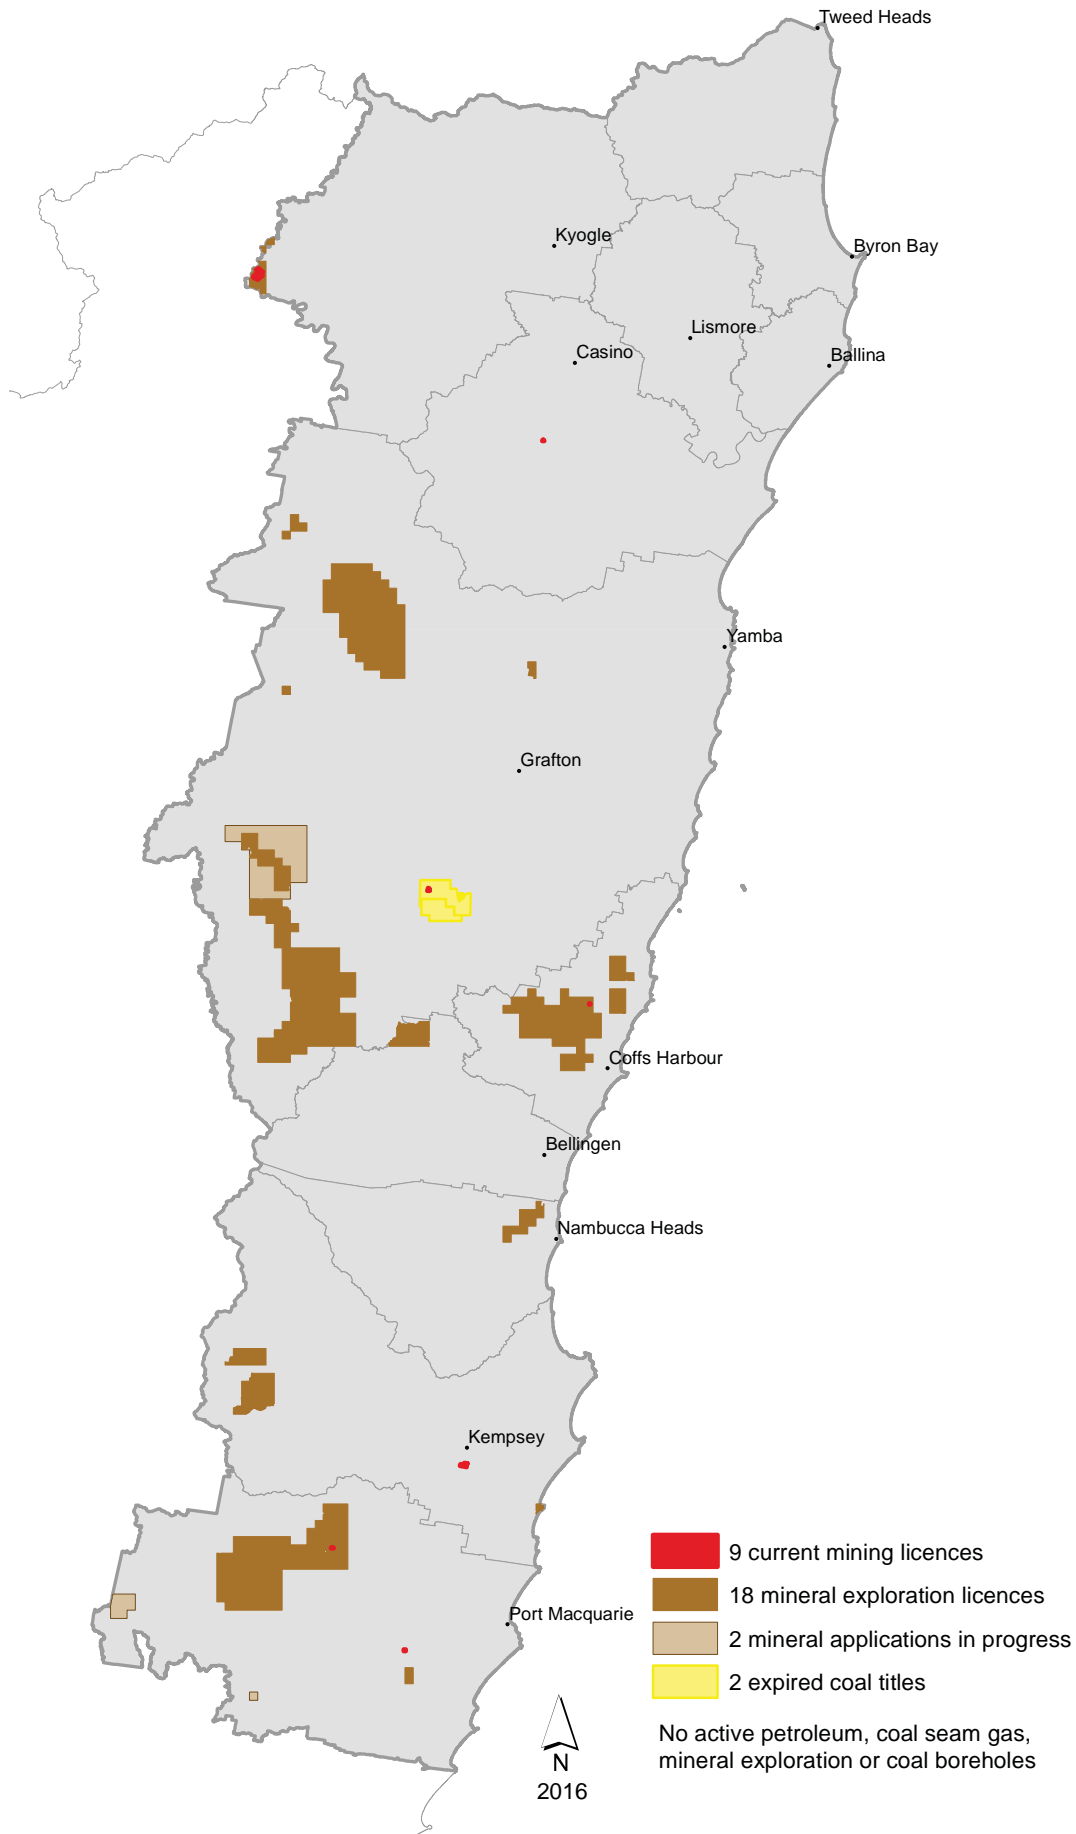 Tweed Heads
Kyogle
Byron Bay
Lismore
Casino
Ballina
Yamba
Grafton
Coffs Harbour
Bellingen
Nambucca Heads
Kempsey
Port Macquarie
9 current mining licences
18 mineral exploration licences
2 mineral applications in progress
2 expired coal titles
No active petroleum, coal seam gas,
mineral exploration or coal boreholes
N
2016